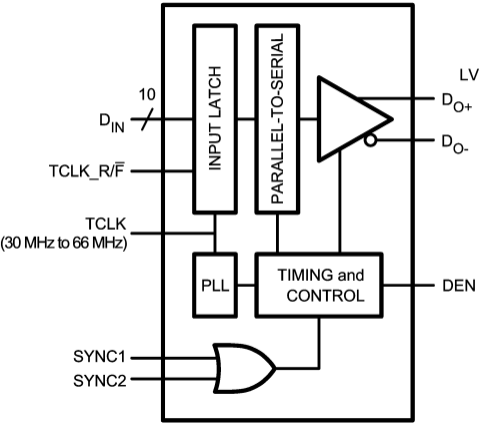 10
D_IN
TCLK_R/F̅
TCLK
(30 MHz to 66 MHz)
SYNC1
SYNC2
INPUT LATCH
PARALLEL-TO-SERIAL
PLL
TIMING and
CONTROL
LV
D_O+
D_O-
DEN